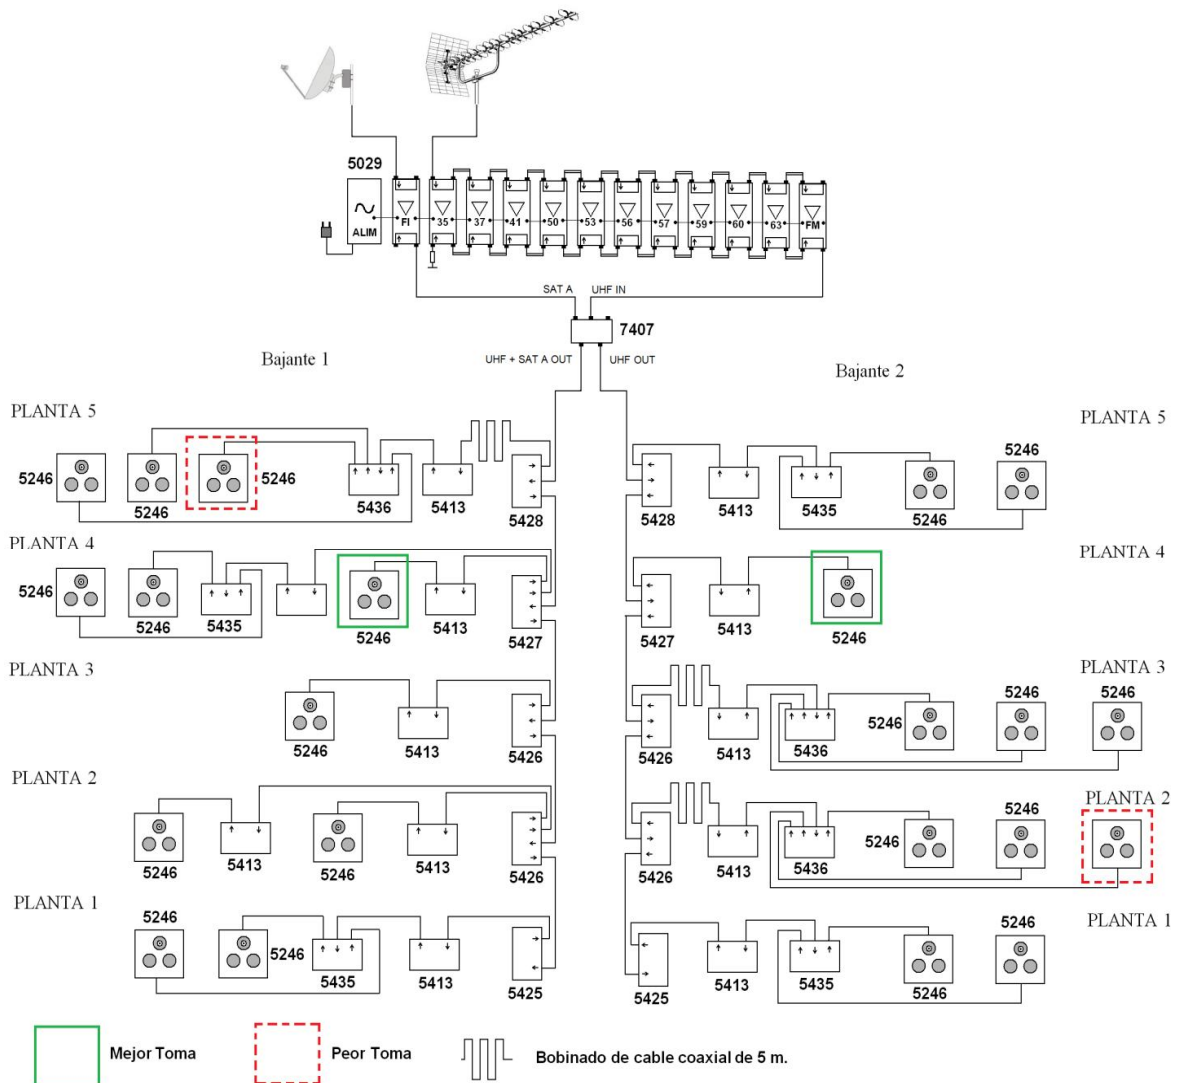 5029
ALIM
FI
35
37
41
50
53
56
57
59
60
63
FM
SAT A
UHF IN
7407
UHF + SAT A OUT
UHF OUT
Bajante 1
Bajante 2
PLANTA 5
5246
5246
5246
5436
5413
5428
PLANTA 5
5428
5413
5435
5246
5246
PLANTA 4
5246
5246
5435
5246
5413
5427
PLANTA 4
5427
5413
5246
PLANTA 3
5246
5413
5426
PLANTA 3
5426
5413
5436
5246
5246
5246
PLANTA 2
5246
5413
5246
5413
5426
PLANTA 2
5426
5413
5436
5246
5246
PLANTA 1
5246
5246
5435
5413
5425
PLANTA 1
5425
5413
5435
5246
5246
Mejor Toma
Peor Toma
Bobinado de cable coaxial de 5 m.